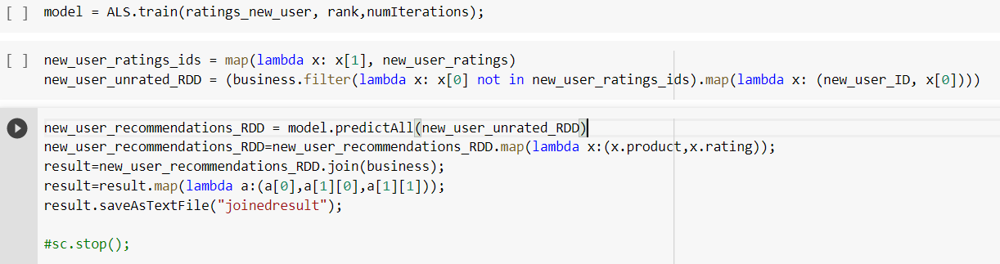 [ ] model = ALS.train(ratings_new_user, rank,numIterations);
[ ] new_user_ratings_ids = map(lambda x: x[1], new_user_ratings)
new_user_unrated_RDD = (business.filter(lambda x: x[0] not in new_user_ratings_ids).map(lambda x: (new_user_ID, x[0])))
new_user_recommendations_RDD = model.predictAll(new_user_unrated_RDD)
new_user_recommendations_RDD=new_user_recommendations_RDD.map(lambda x:(x.product,x.rating));
result=new_user_recommendations_RDD.join(business);
result=result.map(lambda a:(a[0],a[1][0],a[1][1]));
result.saveAsTextFile("joinedresult");
#sc.stop();